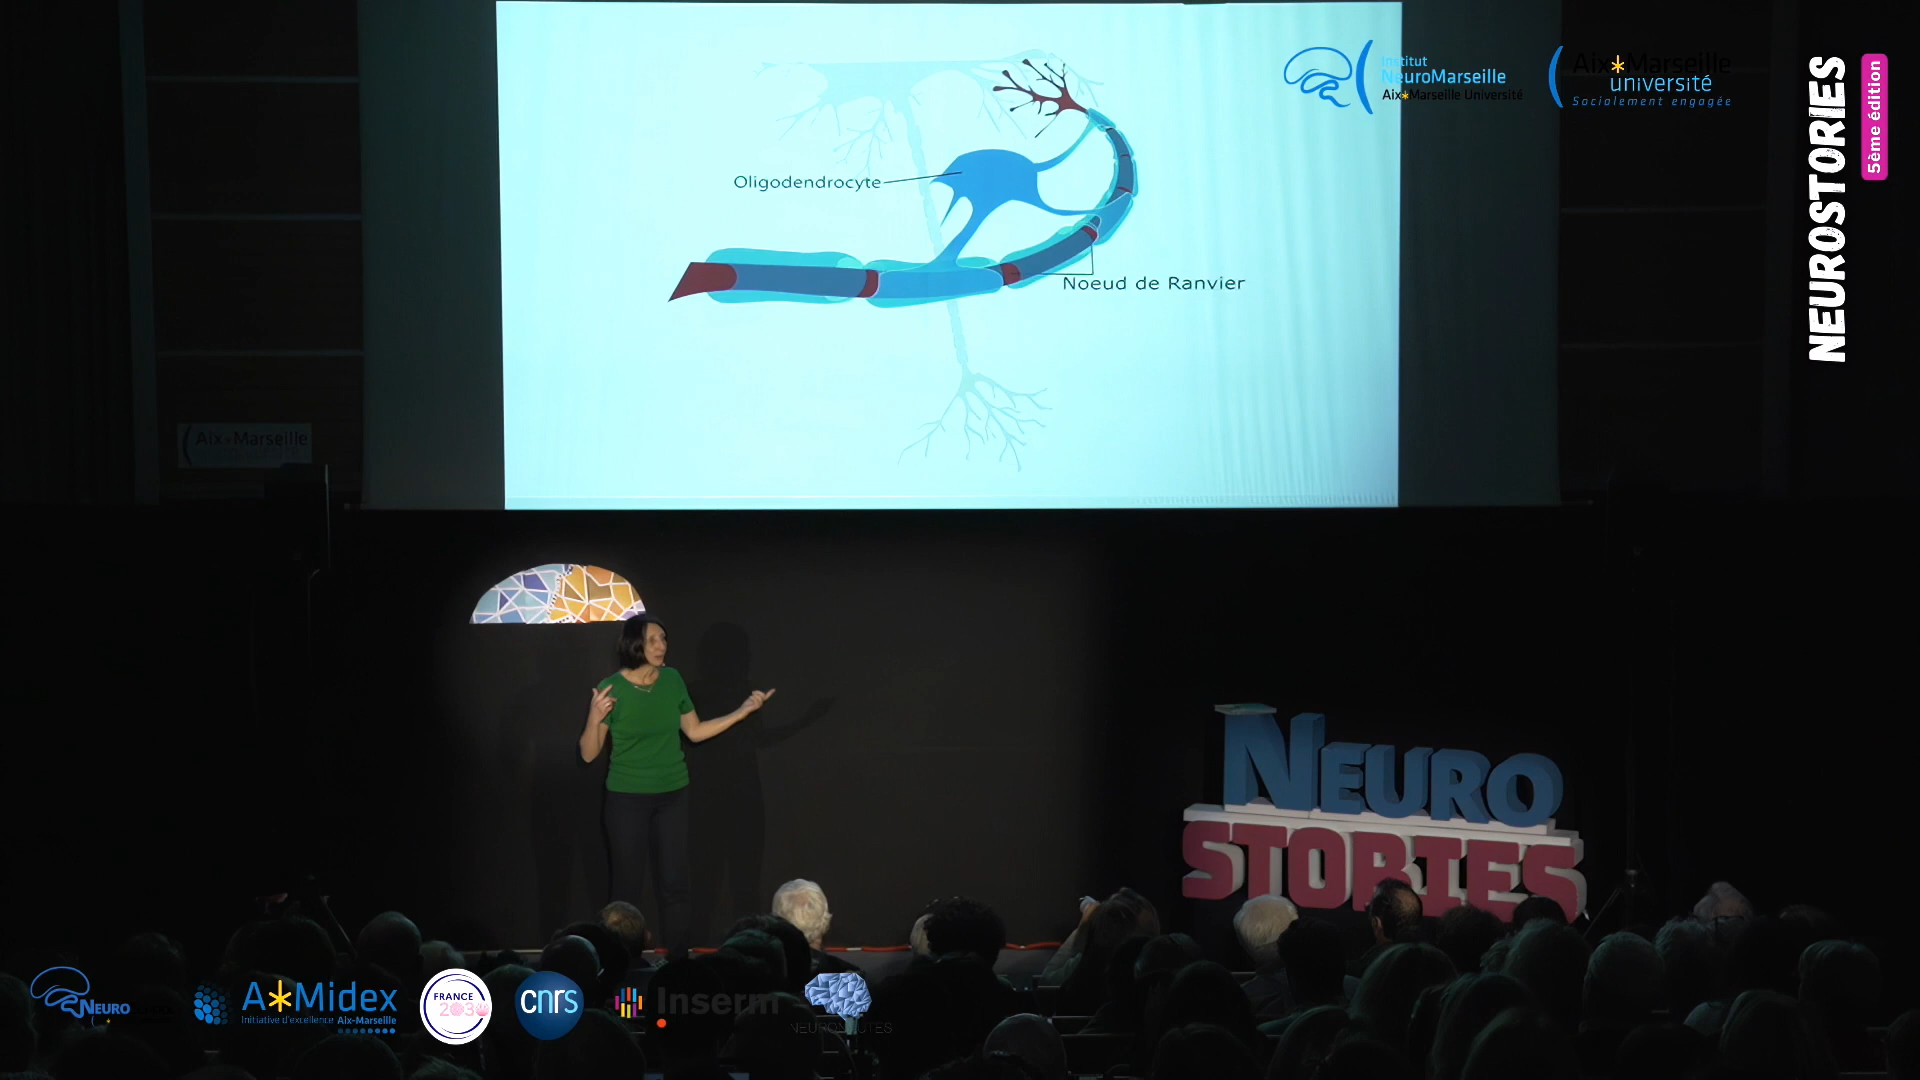 Institut
NeuroMarseille
Aix*Marseille Université
Aix*Marseille
université
Socialement engagée
NEUROSTORIES
5ème édition
Oligodendrocyte
Noeud de Ranvier
Aix*Marseille
NEURO
STORIES
NEURO
A*Midex
Initiative d'excellence Aix-Marseille
FRANCE
2030
cnrs
Inserm
NEURONAUTES